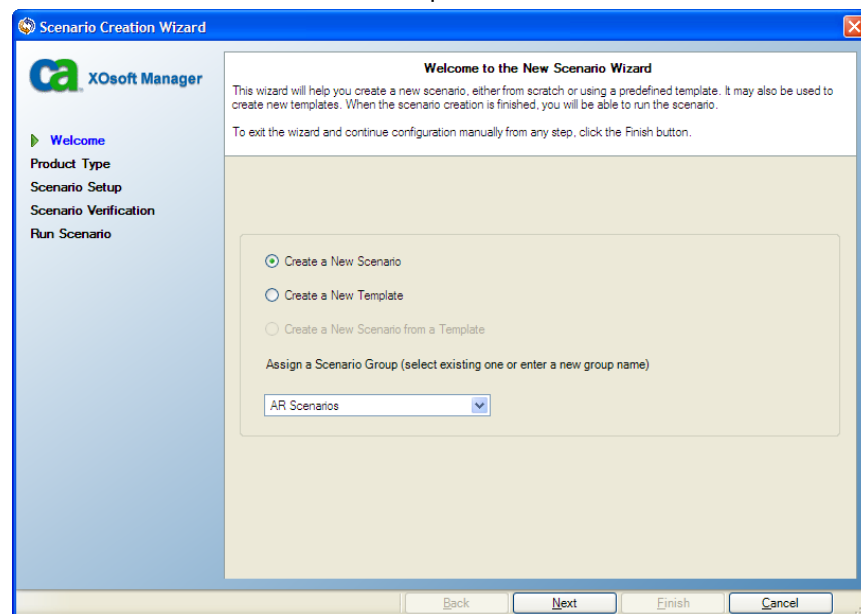 Scenario Creation Wizard
ca
XOsoft Manager
Welcome
Product Type
Scenario Setup
Scenario Verification
Run Scenario
Welcome to the New Scenario Wizard
This wizard will help you create a new scenario, either from scratch or using a predefined template. It may also be used to
create new templates. When the scenario creation is finished, you will be able to run the scenario.
To exit the wizard and continue configuration manually from any step, click the Finish button.
Create a New Scenario
Create a New Template
Create a New Scenario from a Template
Assign a Scenario Group (select existing one or enter a new group name)
AR Scenarios
Back
Next
Finish
Cancel